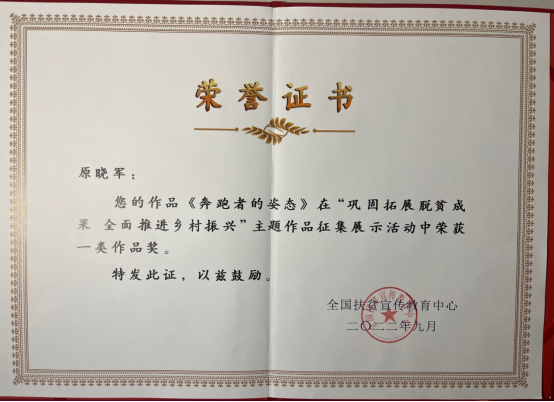 荣誉证书
原晓军：
您的作品《奔跑者的姿态》在“巩固拓展脱贫成
果 全面推进乡村振兴”主题作品征集展示活动中荣获
一类作品奖。
特发此证，以兹鼓励。
全国扶贫宣传教育中心
二〇二二年九月